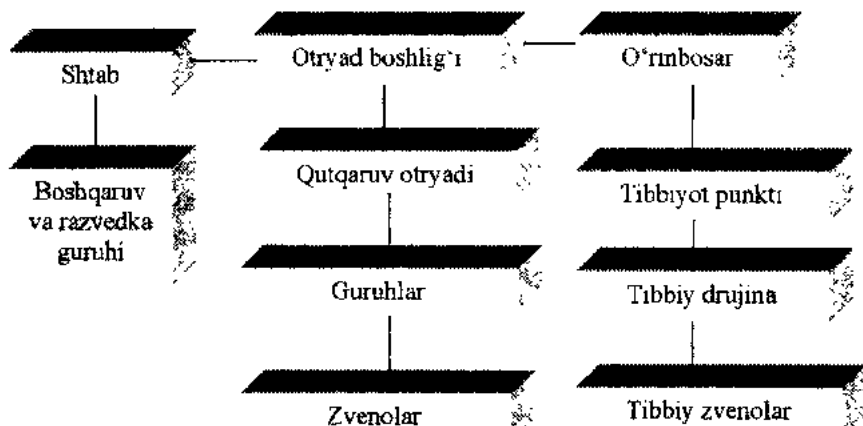 Shtab
Otryad boshlig‘i
O‘rinbosar
Boshqaruv
va razvedka
guruhi
Qutqaruv otryadi
Tibbiyot punkti
Guruhlar
Tibbiy drujina
Zvenolar
Tibbiy zvenolar